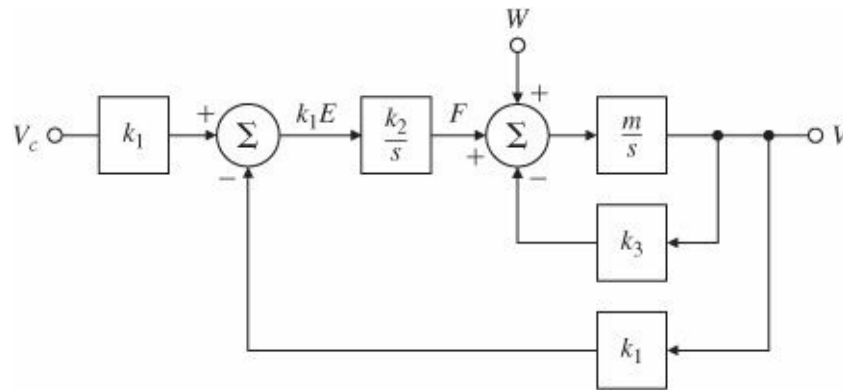 W
V_c
k_1
+
Σ
−
k_1E
k_2
s
F
+
+
Σ
−
m
s
V
k_3
k_1